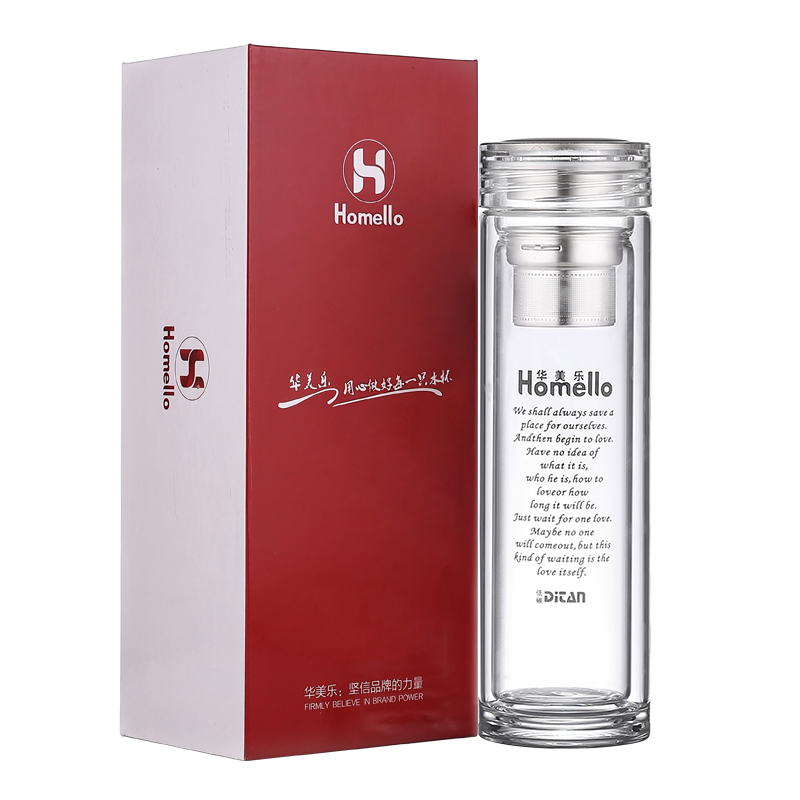 Homello
Homello
华美乐 用心做好每一只水杯
华美乐：坚信品牌的力量
FIRMLY BELIEVE IN BRAND POWER
华美乐
Homello
We shall always save a
place for ourselves.
Andthen begin to love.
Have no idea of
what it is,
who he is,how to
loveor how
long it will be.
Just wait for one love.
Maybe no one
will comeout,but this
kind of waiting is the
love itself.
低碳 DiTAN